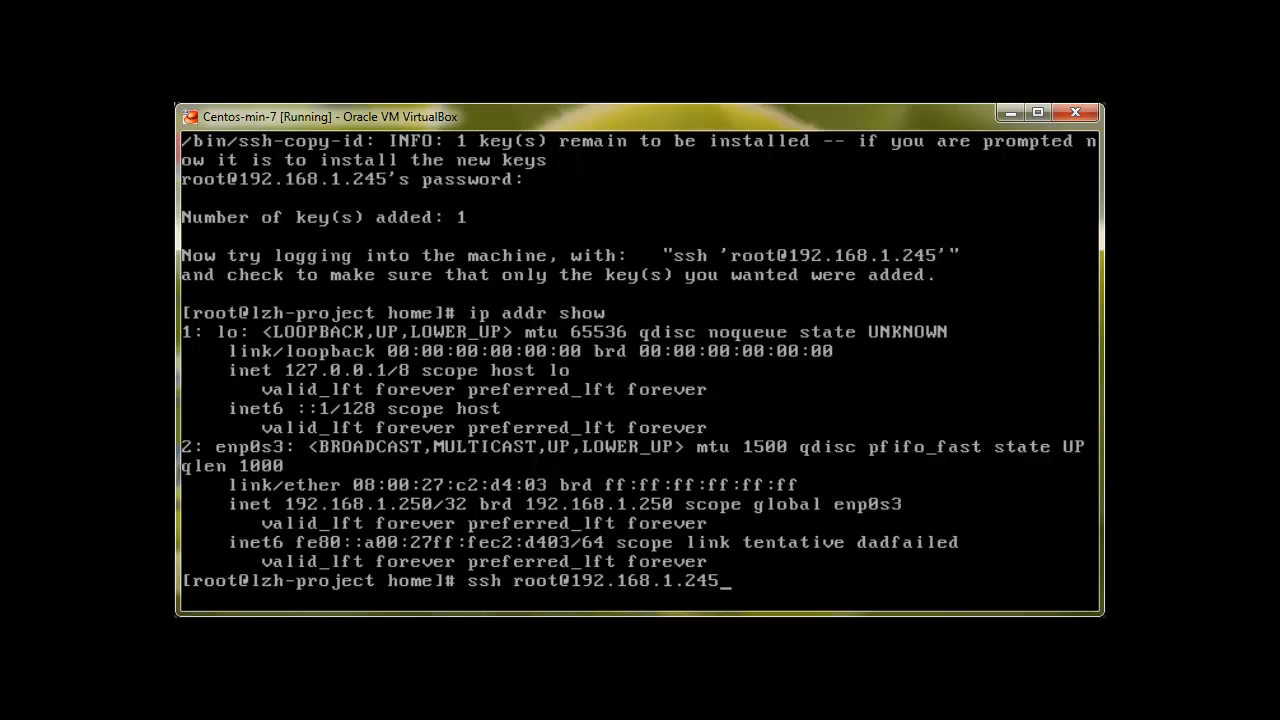 Centos-min-7 [Running] - Oracle VM VirtualBox
/bin/ssh-copy-id: INFO: 1 key(s) remain to be installed -- if you are prompted n
ow it is to install the new keys
root@192.168.1.245's password:
Number of key(s) added: 1
Now try logging into the machine, with:   "ssh 'root@192.168.1.245'"
and check to make sure that only the key(s) you wanted were added.
[root@lzh-project home]# ip addr show
1: lo: <LOOPBACK,UP,LOWER_UP> mtu 65536 qdisc noqueue state UNKNOWN
link/loopback 00:00:00:00:00:00 brd 00:00:00:00:00:00
inet 127.0.0.1/8 scope host lo
valid_lft forever preferred_lft forever
inet6 ::1/128 scope host
valid_lft forever preferred_lft forever
2: enp0s3: <BROADCAST,MULTICAST,UP,LOWER_UP> mtu 1500 qdisc pfifo_fast state UP
qlen 1000
link/ether 08:00:27:c2:d4:03 brd ff:ff:ff:ff:ff:ff
inet 192.168.1.250/32 brd 192.168.1.250 scope global enp0s3
valid_lft forever preferred_lft forever
inet6 fe80::a00:27ff:fec2:d403/64 scope link tentative dadfailed
valid_lft forever preferred_lft forever
[root@lzh-project home]# ssh root@192.168.1.245_